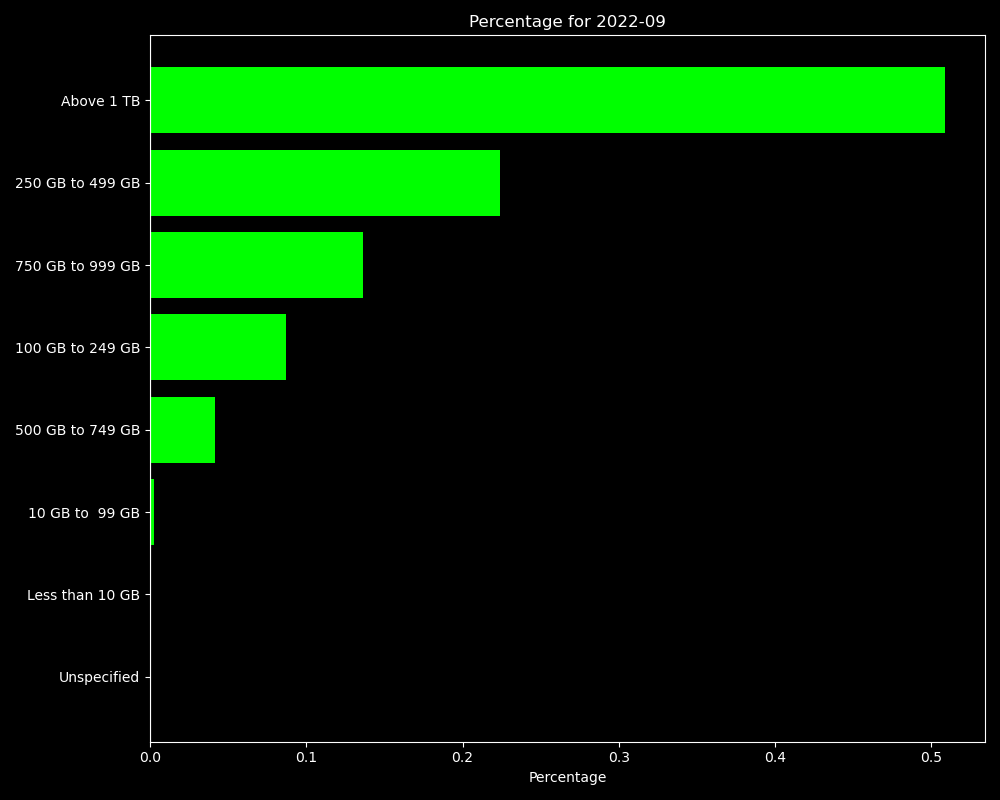 Percentage for 2022-09
Above 1 TB
250 GB to 499 GB
750 GB to 999 GB
100 GB to 249 GB
500 GB to 749 GB
10 GB to  99 GB
Less than 10 GB
Unspecified
0.0 0.1 0.2 0.3 0.4 0.5
Percentage